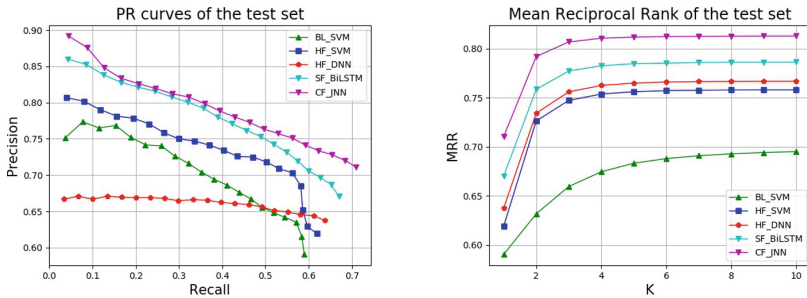 PR curves of the test set
Precision
0.90
0.85
0.80
0.75
0.70
0.65
0.60
BL_SVM
HF_SVM
HF_DNN
SF_BiLSTM
CF_JNN
0.0 0.1 0.2 0.3 0.4 0.5 0.6 0.7
Recall
Mean Reciprocal Rank of the test set
MRR
0.80
0.75
0.70
0.65
0.60
BL_SVM
HF_SVM
HF_DNN
SF_BiLSTM
CF_JNN
2 4 6 8 10
K